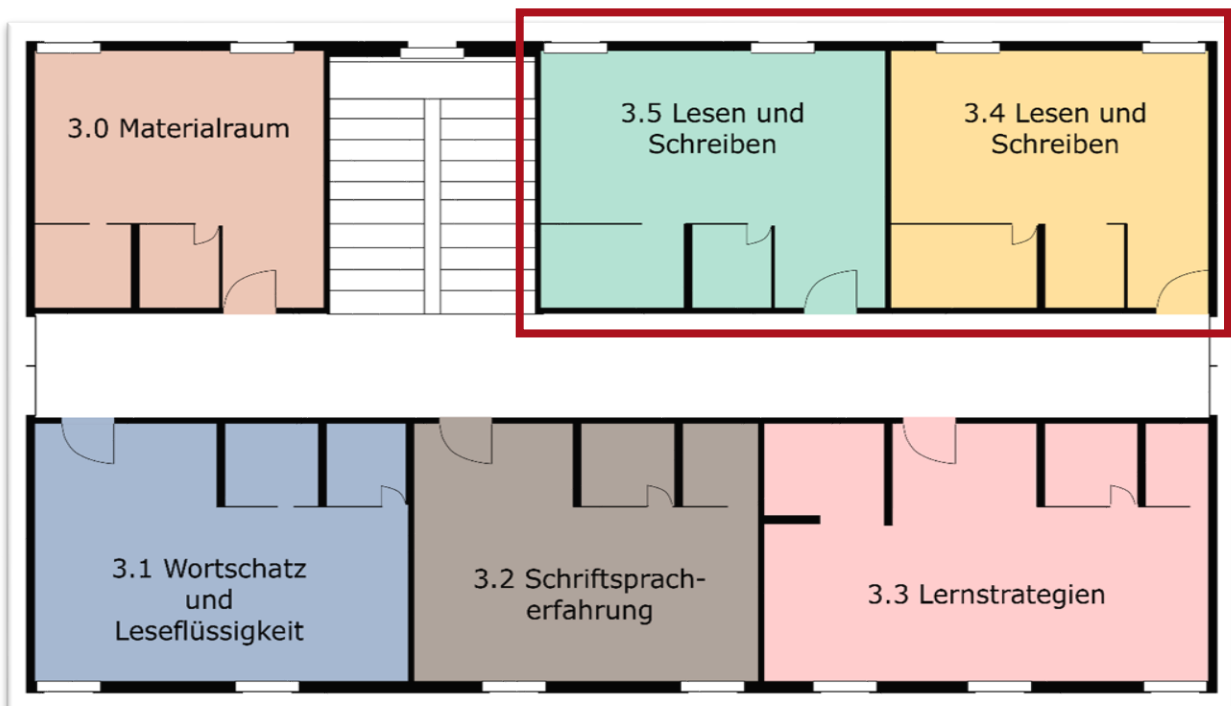 3.0 Materialraum
3.5 Lesen und
Schreiben
3.4 Lesen und
Schreiben
3.1 Wortschatz
und
Leseflüssigkeit
3.2 Schriftsprach-
erfahrung
3.3 Lernstrategien